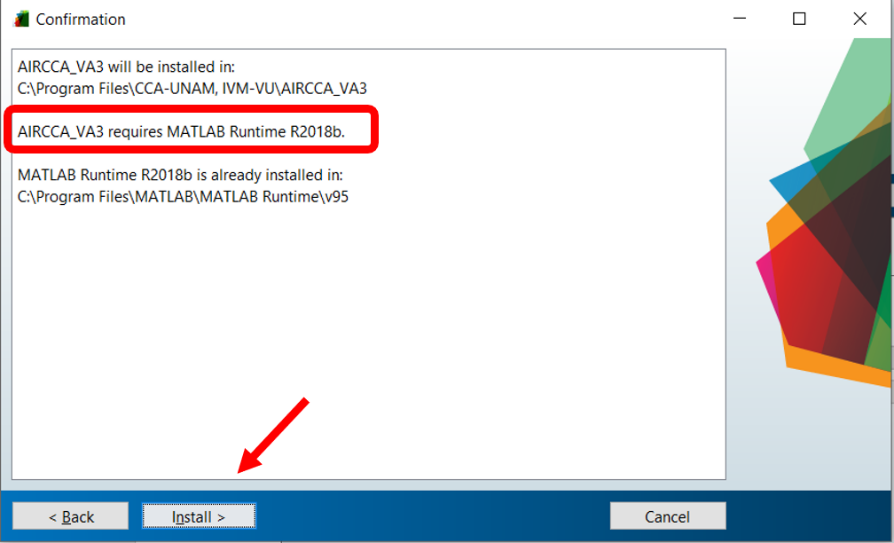 Confirmation
AIRCCA_VA3 will be installed in:
C:\Program Files\CCA-UNAM, IVM-VU\AIRCCA_VA3
AIRCCA_VA3 requires MATLAB Runtime R2018b.
MATLAB Runtime R2018b is already installed in:
C:\Program Files\MATLAB\MATLAB Runtime\v95
< Back
Install >
Cancel